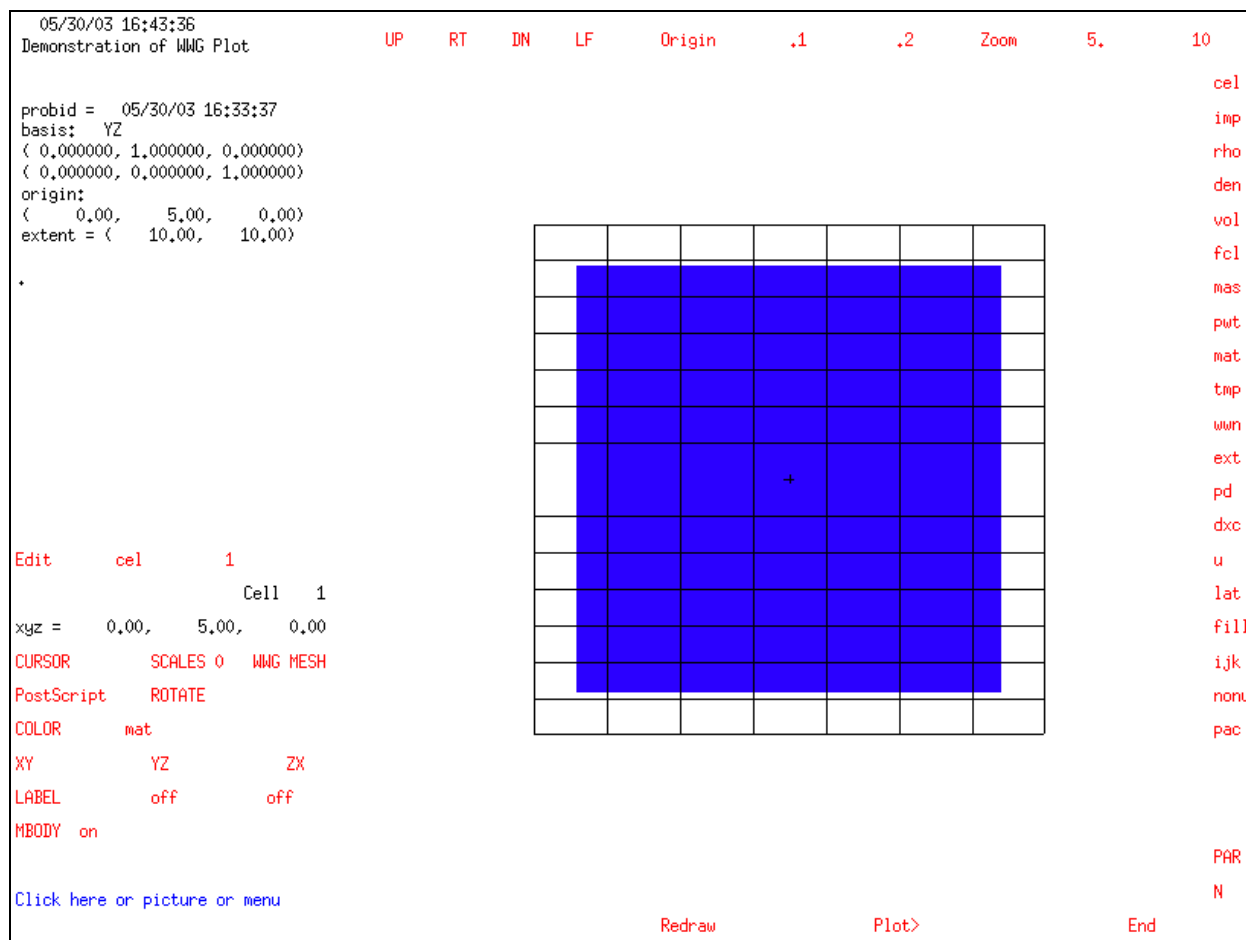 05/30/03 16:43:36
Demonstration of WWG Plot
UP RT DN LF Origin .1 .2 Zoom 5. 10
probid = 05/30/03 16:33:37
basis: YZ
( 0.000000, 1.000000, 0.000000)
( 0.000000, 0.000000, 1.000000)
origin:
( 0.00, 5.00, 0.00)
extent = ( 10.00, 10.00)
cel
imp
rho
den
vol
fcl
mas
pwt
mat
tmp
wwn
ext
pd
dxc
u
lat
fill
ijk
nonu
pac
PAR
N
Edit cel 1
Cell 1
xyz = 0.00, 5.00, 0.00
CURSOR SCALES 0 WWG MESH
PostScript ROTATE
COLOR mat
XY YZ ZX
LABEL off off
MBODY on
Click here or picture or menu
Redraw Plot> End